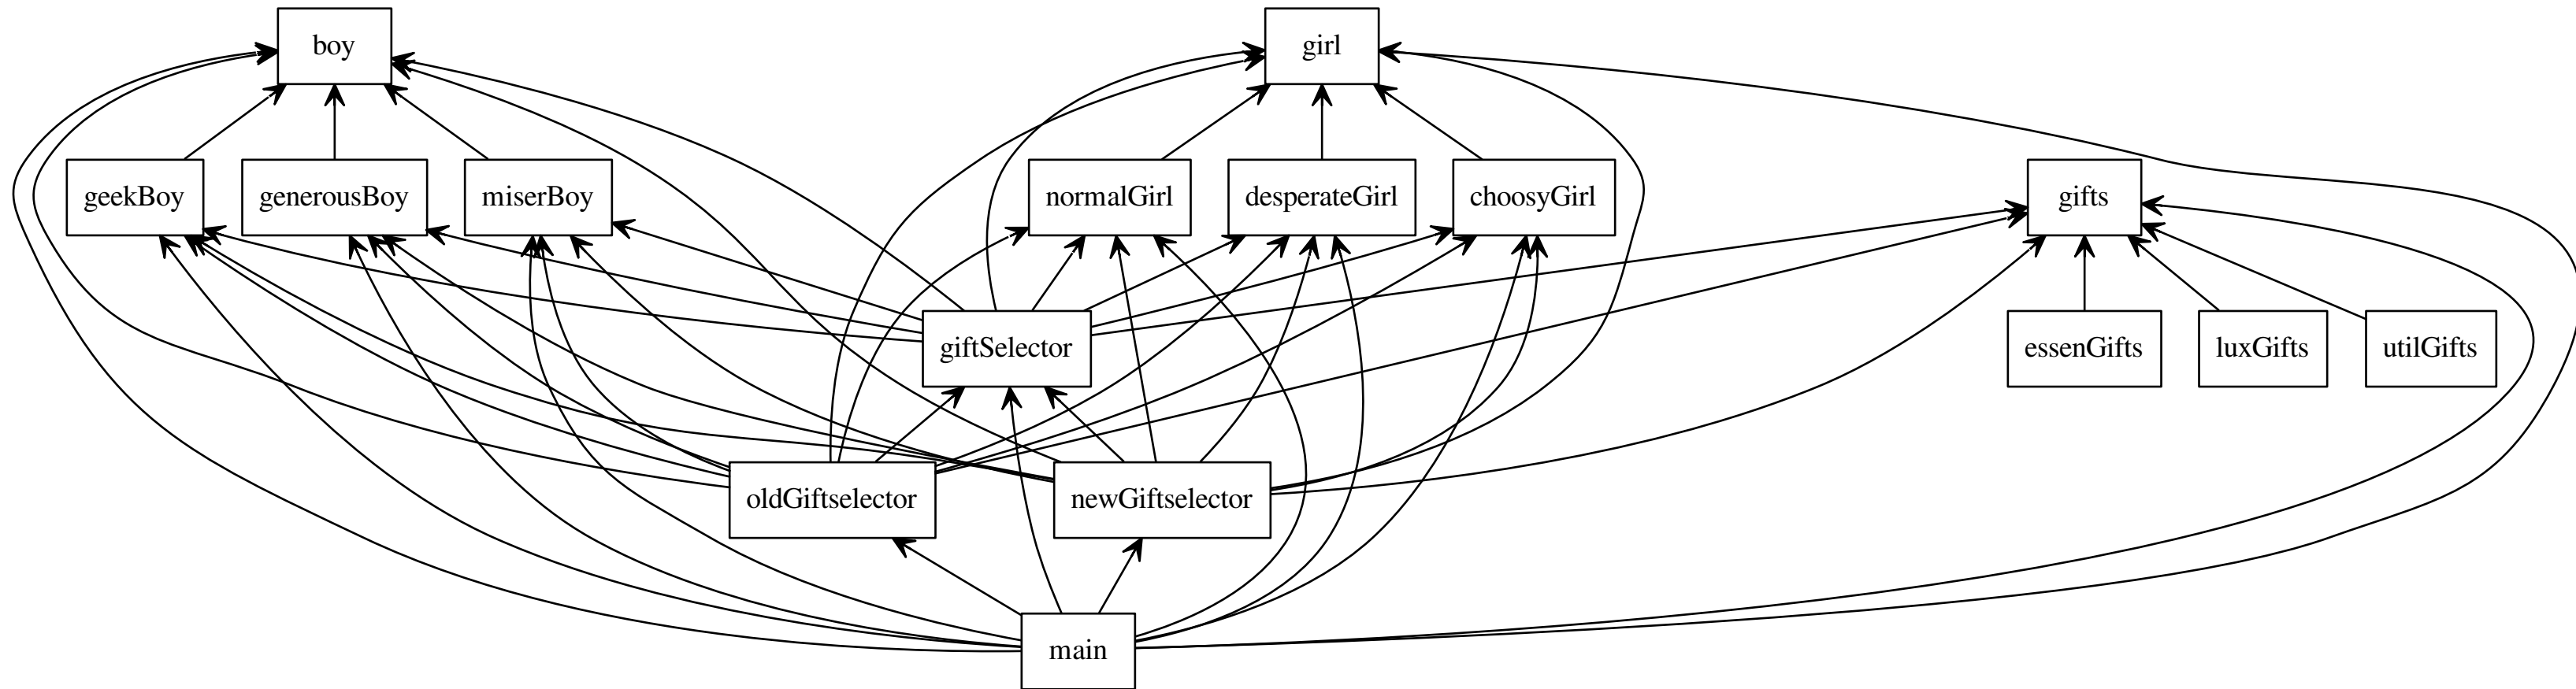 boy
girl
geekBoy
generousBoy
miserBoy
normalGirl
desperateGirl
choosyGirl
gifts
giftSelector
essenGifts
luxGifts
utilGifts
oldGiftselector
newGiftselector
main